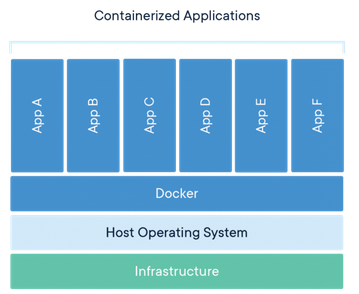 Containerized Applications
App A
App B
App C
App D
App E
App F
Docker
Host Operating System
Infrastructure